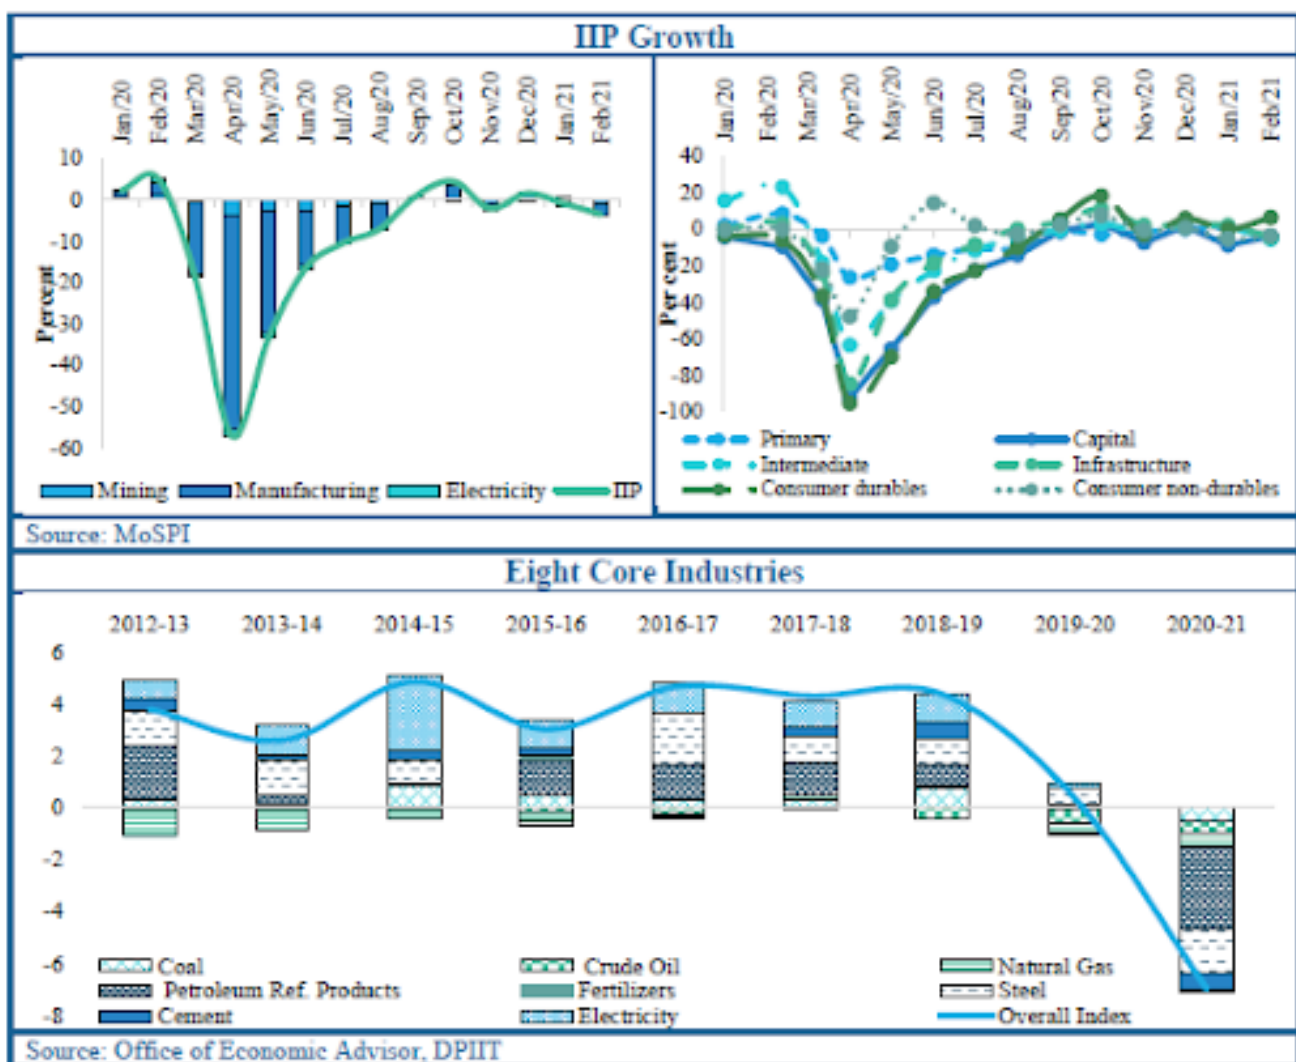 IIP Growth
Jan/20 Feb/20 Mar/20 Apr/20 May/20 Jun/20 Jul/20 Aug/20 Sep/20 Oct/20 Nov/20 Dec/20 Jan/21 Feb/21
10
0
-10
-20
-30
-40
-50
-60
Percent
Mining Manufacturing Electricity IIP
Jan/20 Feb/20 Mar/20 Apr/20 May/20 Jun/20 Jul/20 Aug/20 Sep/20 Oct/20 Nov/20 Dec/20 Jan/21 Feb/21
40
20
0
-20
-40
-60
-80
-100
Per cent
Primary Capital
Intermediate Infrastructure
Consumer durables Consumer non-durables
Source: MoSPI
Eight Core Industries
2012-13 2013-14 2014-15 2015-16 2016-17 2017-18 2018-19 2019-20 2020-21
6
4
2
0
-2
-4
-6
-8
Coal Crude Oil Natural Gas
Petroleum Ref. Products Fertilizers Steel
Cement Electricity Overall Index
Source: Office of Economic Advisor, DPIIT